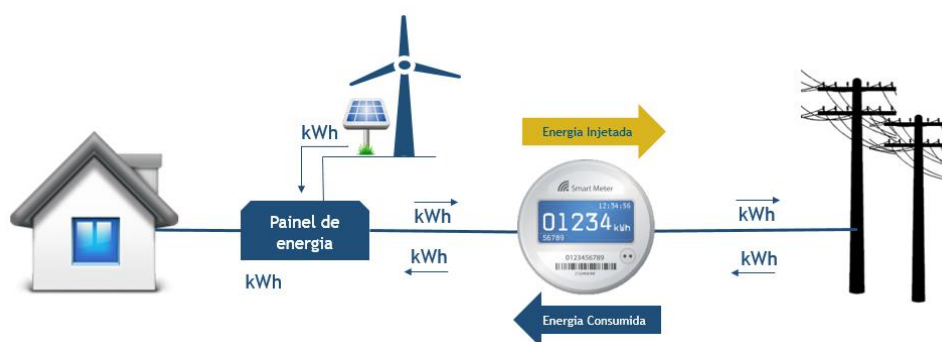 kWh
Energia Injetada
Painel de
energia
kWh
kWh
kWh
kWh
kWh
Smart Meter
12:34:56
01234 kWh
56789
0123456789
Energia Consumida